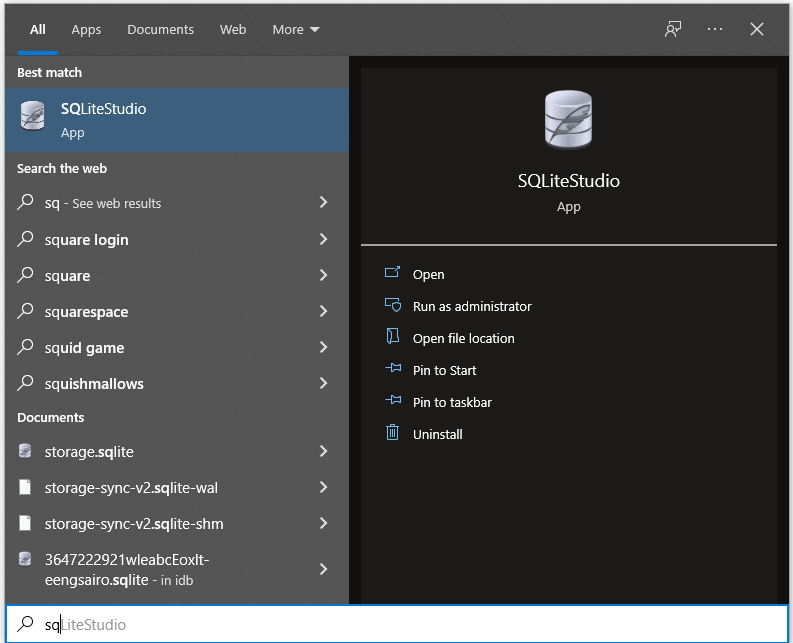 All Apps Documents Web More
Best match
SQLiteStudio
App
Search the web
sq - See web results
square login
square
squarespace
squid game
squishmallows
Documents
storage.sqlite
storage-sync-v2.sqlite-wal
storage-sync-v2.sqlite-shm
3647222921wleabcEoxlt-
eengsairo.sqlite - in idb
SQLiteStudio
App
Open
Run as administrator
Open file location
Pin to Start
Pin to taskbar
Uninstall
sqLiteStudio